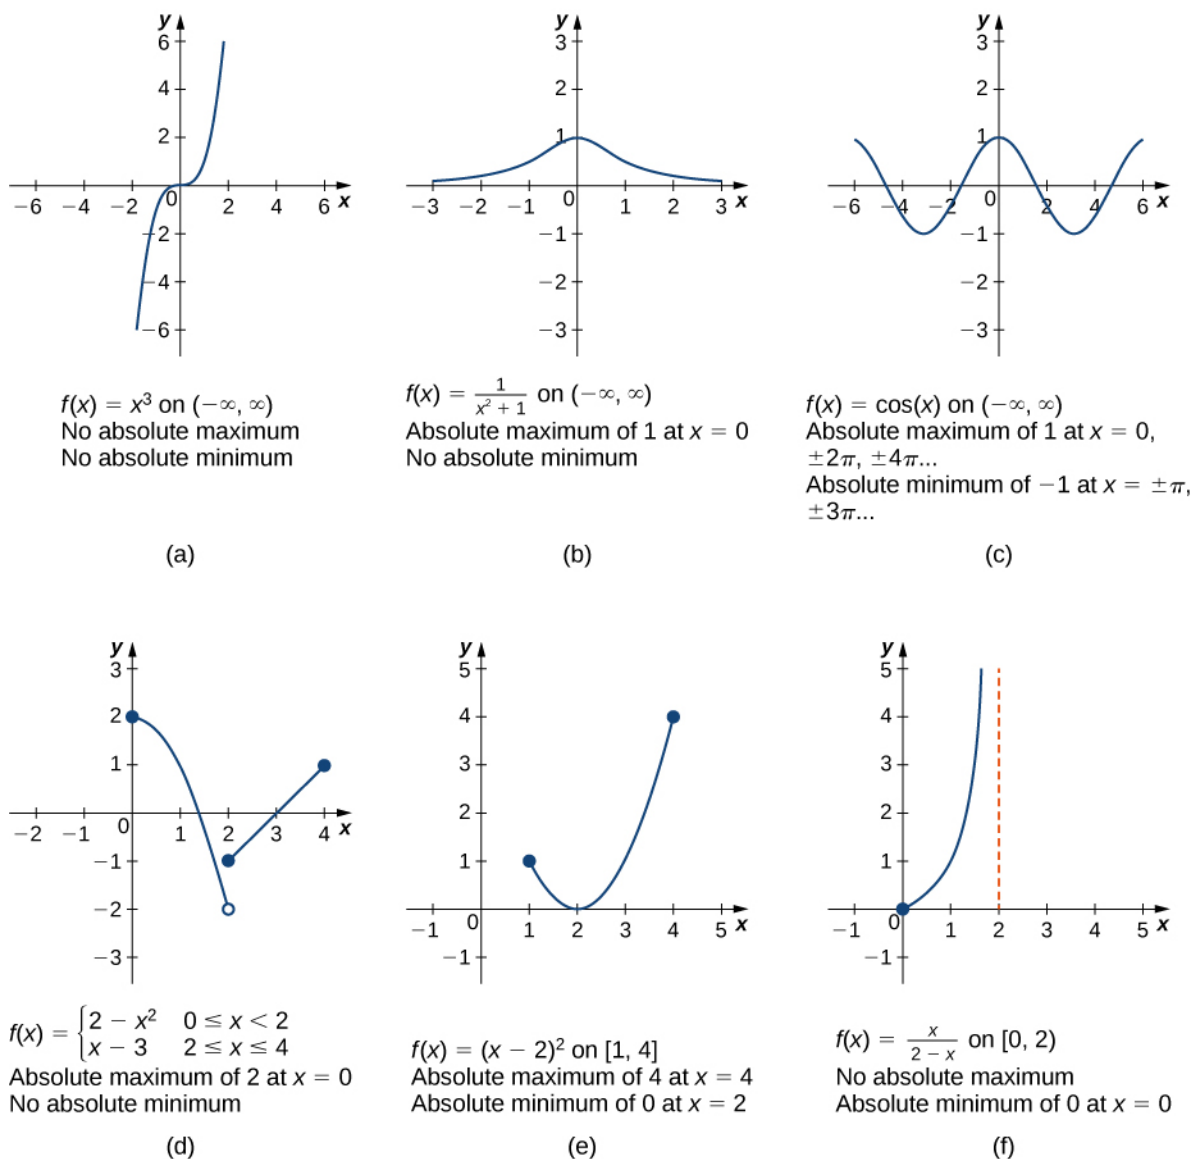 y
6
4
2
−6 −4 −2 0 2 4 6 x
−2
−4
−6
f(x) = x³ on (−∞, ∞)
No absolute maximum
No absolute minimum
(a)
y
3
2
1
−3 −2 −1 0 1 2 3 x
−1
−2
−3
f(x) = 1/(x² + 1) on (−∞, ∞)
Absolute maximum of 1 at x = 0
No absolute minimum
(b)
y
3
2
1
−6 −4 −2 0 2 4 6 x
−1
−2
−3
f(x) = cos(x) on (−∞, ∞)
Absolute maximum of 1 at x = 0,
±2π, ±4π...
Absolute minimum of −1 at x = ±π,
±3π...
(c)
y
3
2
1
−2 −1 0 1 2 3 4 x
−1
−2
−3
f(x) = { 2 − x² 0 ≤ x < 2
x − 3 2 ≤ x ≤ 4
Absolute maximum of 2 at x = 0
No absolute minimum
(d)
y
5
4
3
2
1
−1 0 1 2 3 4 5 x
−1
f(x) = (x − 2)² on [1, 4]
Absolute maximum of 4 at x = 4
Absolute minimum of 0 at x = 2
(e)
y
5
4
3
2
1
−1 0 1 2 3 4 5 x
−1
f(x) = x/(2 − x) on [0, 2)
No absolute maximum
Absolute minimum of 0 at x = 0
(f)